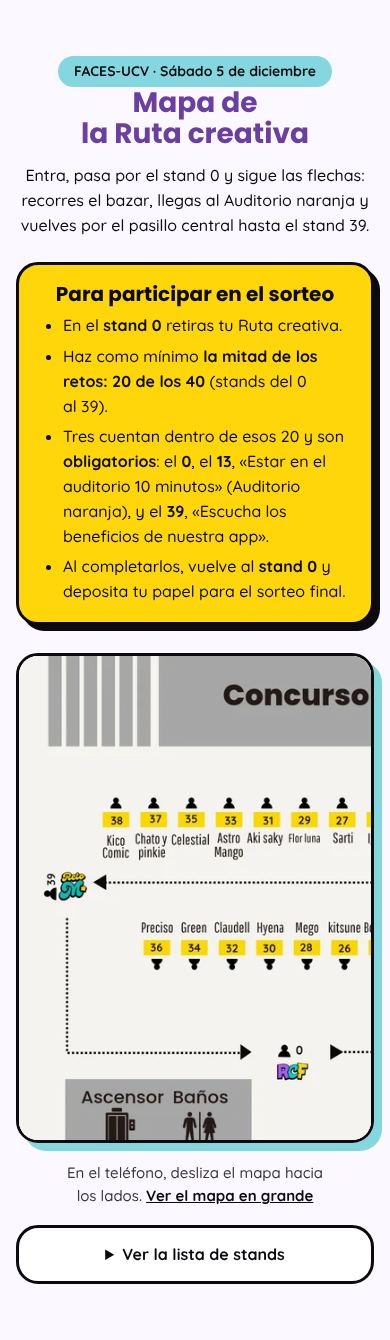 FACES-UCV · Sábado 5 de diciembre
Mapa de
la Ruta creativa
Entra, pasa por el stand 0 y sigue las flechas:
recorres el bazar, llegas al Auditorio naranja y
vuelves por el pasillo central hasta el stand 39.
Para participar en el sorteo
• En el stand 0 retiras tu Ruta creativa.
• Haz como mínimo la mitad de los
retos: 20 de los 40 (stands del 0
al 39).
• Tres cuentan dentro de esos 20 y son
obligatorios: el 0, el 13, «Estar en el
auditorio 10 minutos» (Auditorio
naranja), y el 39, «Escucha los
beneficios de nuestra app».
• Al completarlos, vuelve al stand 0 y
deposita tu papel para el sorteo final.
Concurso
38 37 35 33 31 29 27
Kico Comic Chato y pinkie Celestial Astro Mango Aki saky Flor luna Sarti
39
Preciso Green Claudell Hyena Mego kitsune
36 34 32 30 28 26
0
RCF
Ascensor Baños
En el teléfono, desliza el mapa hacia
los lados. Ver el mapa en grande
▶ Ver la lista de stands